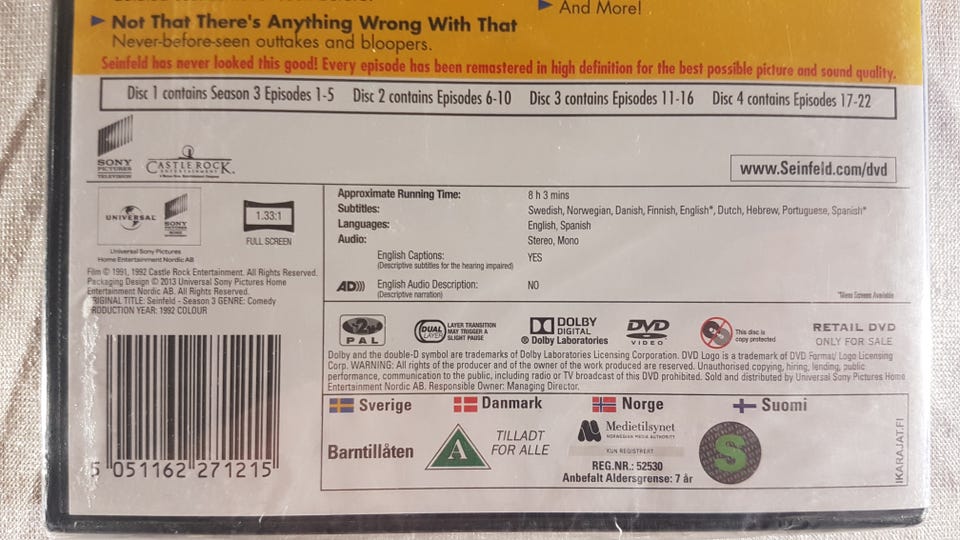 And More!
Not That There's Anything Wrong With That
Never-before-seen outtakes and bloopers.
Seinfeld has never looked this good! Every episode has been remastered in high definition for the best possible picture and sound quality.
Disc 1 contains Season 3 Episodes 1-5 Disc 2 contains Episodes 6-10 Disc 3 contains Episodes 11-16 Disc 4 contains Episodes 17-22
SONY
PICTURES
TELEVISION
CASTLE ROCK
ENTERTAINMENT
www.Seinfeld.com/dvd
UNIVERSAL
SONY
PICTURES
Universal Sony Pictures
Home Entertainment Nordic AB
1.33:1
FULL SCREEN
Film © 1991, 1992 Castle Rock Entertainment. All Rights Reserved.
Packaging Design © 2013 Universal Sony Pictures Home
Entertainment Nordic AB. All Rights Reserved.
RIGINAL TITLE: Seinfeld - Season 3 GENRE: Comedy
RODUCTION YEAR: 1992 COLOUR
5 051162 271215
Approximate Running Time: 8 h 3 mins
Subtitles: Swedish, Norwegian, Danish, Finnish, English*, Dutch, Hebrew, Portuguese, Spanish*
Languages: English, Spanish
Audio: Stereo, Mono
English Captions: YES
(Descriptive subtitles for the hearing impaired)
AD))) English Audio Description: NO
(Descriptive narration)
*Menu Screens Available
2
PAL
DUAL LAYER
LAYER TRANSITION
MAY TRIGGER A
SLIGHT PAUSE
DOLBY
DIGITAL
® Dolby Laboratories
DVD
VIDEO
This disc is
copy protected
RETAIL DVD
ONLY FOR SALE
Dolby and the double-D symbol are trademarks of Dolby Laboratories Licensing Corporation. DVD Logo is a trademark of DVD Format/ Logo Licensing
Corp. WARNING: All rights of the producer and of the owner of the work produced are reserved. Unauthorised copying, hiring, lending, public
performance, communication to the public, including radio or TV broadcast of this DVD prohibited. Sold and distributed by Universal Sony Pictures Home
Entertainment Nordic AB. Responsible Owner: Managing Director.
Sverige Danmark Norge Suomi
Barntillåten
A
TILLADT
FOR ALLE
Medietilsynet
NORWEGIAN MEDIA AUTHORITY
KUN REGISTRERT
REG.NR.: 52530
Anbefalt Aldersgrense: 7 år
S
IKARAJAT.FI